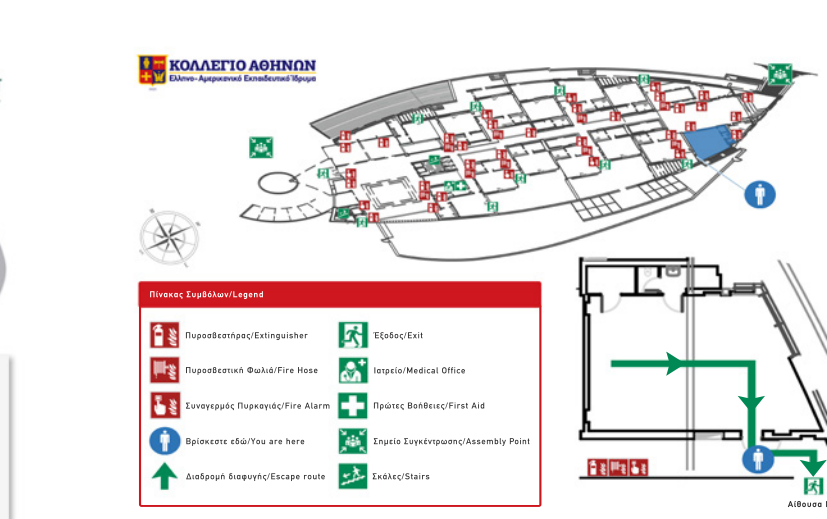 ΚΟΛΛΕΓΙΟ ΑΘΗΝΩΝ
Ελληνο-Αμερικανικό Εκπαιδευτικό Ίδρυμα
Πίνακας Συμβόλων/Legend
Πυροσβεστήρας/Extinguisher
Έξοδος/Exit
Πυροσβεστική Φωλιά/Fire Hose
Ιατρείο/Medical Office
Συναγερμός Πυρκαγιάς/Fire Alarm
Πρώτες Βοήθειες/First Aid
Βρίσκεστε εδώ/You are here
Σημείο Συγκέντρωσης/Assembly Point
Διαδρομή διαφυγής/Escape route
Σκάλες/Stairs
Αίθουσα